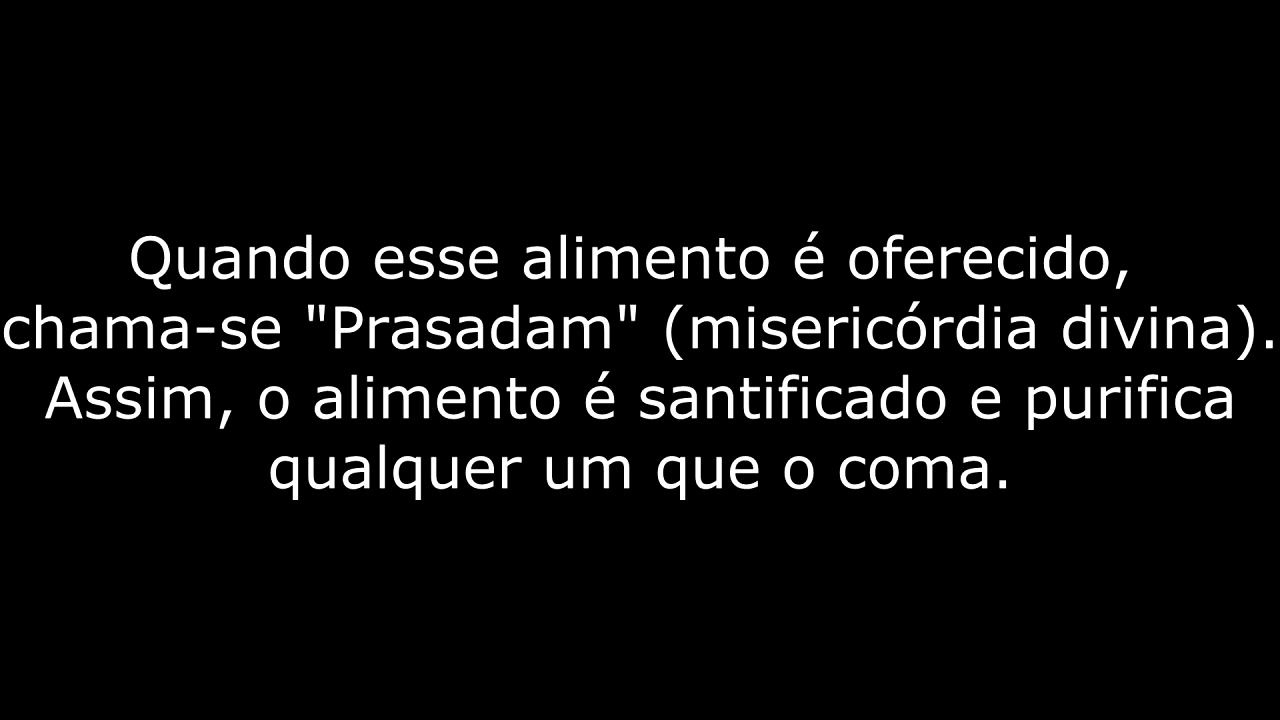 Quando esse alimento é oferecido,
chama-se "Prasadam" (misericórdia divina).
Assim, o alimento é santificado e purifica
qualquer um que o coma.